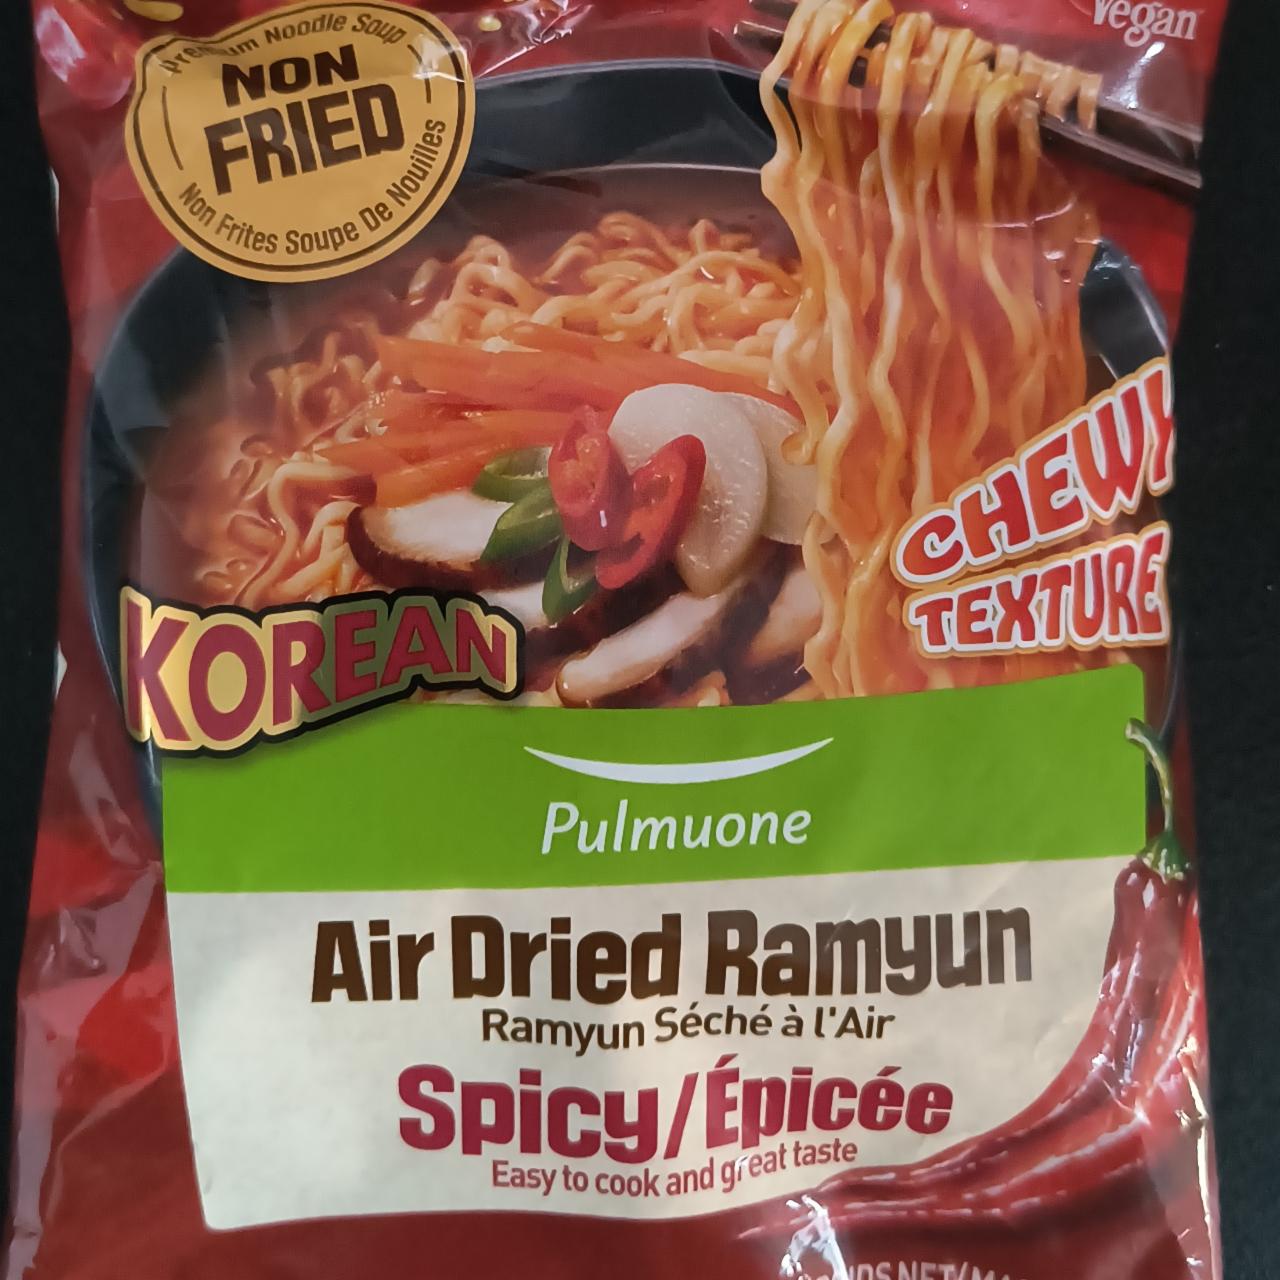 Vegan
Premium Noodle Soup
NON
FRIED
Non Frites Soupe De Nouilles
CHEWY
TEXTURE
KOREAN
Pulmuone
Air Dried Ramyun
Ramyun Séché à l'Air
Spicy/Épicée
Easy to cook and great taste
NET